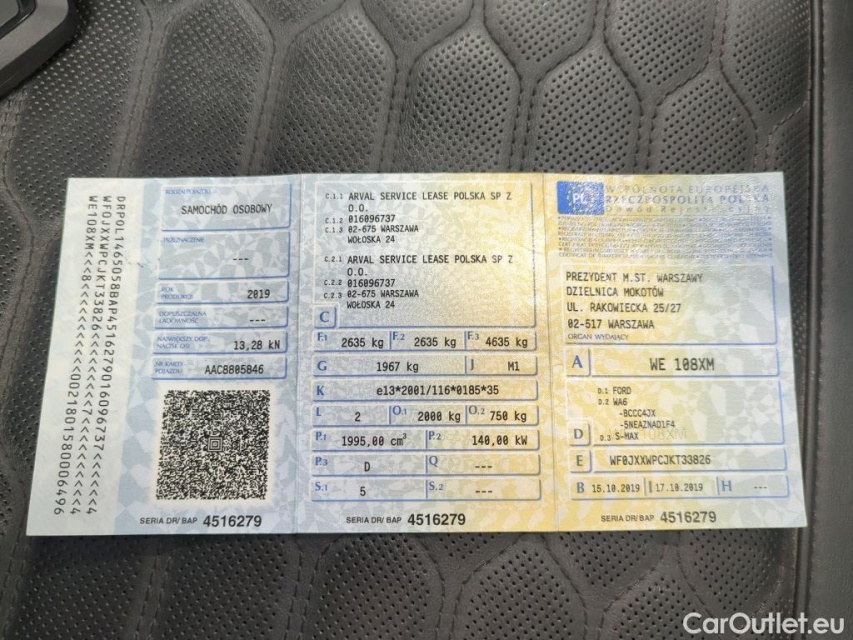 DRPOL1465058BAP4516279016096737<<<<<4
WF0JXXWPCJKT33826<<<<<<<<<<<
WE108XM<<8<<
RODZAJ POJAZDU
SAMOCHÓD OSOBOWY
PRZEZNACZENIE
---
ROK PRODUKCJI
2019
DOPUSZCZALNA ŁADOWNOŚĆ
---
NAJWIĘKSZY DOP. NACISK OSI
13,28 kN
NR KARTY POJAZDU
AAC8805846
SERIA DR/ BAP 4516279
C.1.1 ARVAL SERVICE LEASE POLSKA SP Z
O.O.
C.1.2 016096737
C.1.3 02-675 WARSZAWA
WOŁOSKA 24
C.2.1 ARVAL SERVICE LEASE POLSKA SP Z
O.O.
C.2.2 016096737
C.2.3 02-675 WARSZAWA
WOŁOSKA 24
C
F.1 2635 kg F.2 2635 kg F.3 4635 kg
G 1967 kg J M1
K e13*2001/116*0185*35
L 2 O.1 2000 kg O.2 750 kg
P.1 1995,00 cm³ P.2 140,00 kW
P.3 D Q ---
S.1 5 S.2 ---
SERIA DR/ BAP 4516279
PL
WSPÓLNOTA EUROPEJSKA
RZECZPOSPOLITA POLSKA
Dowód Rejestracyjny
PREZYDENT M.ST. WARSZAWY
DZIELNICA MOKOTÓW
UL. RAKOWIECKA 25/27
02-517 WARSZAWA
ORGAN WYDAJĄCY
A WE 108XM
D.1 FORD
D.2 WA6
-BCCC4JX
-5NEAZNAD1F4
D D.3 S-MAX
E WF0JXXWPCJKT33826
B 15.10.2019 I 17.10.2019 H ---
SERIA DR/ BAP 4516279
CarOutlet.eu